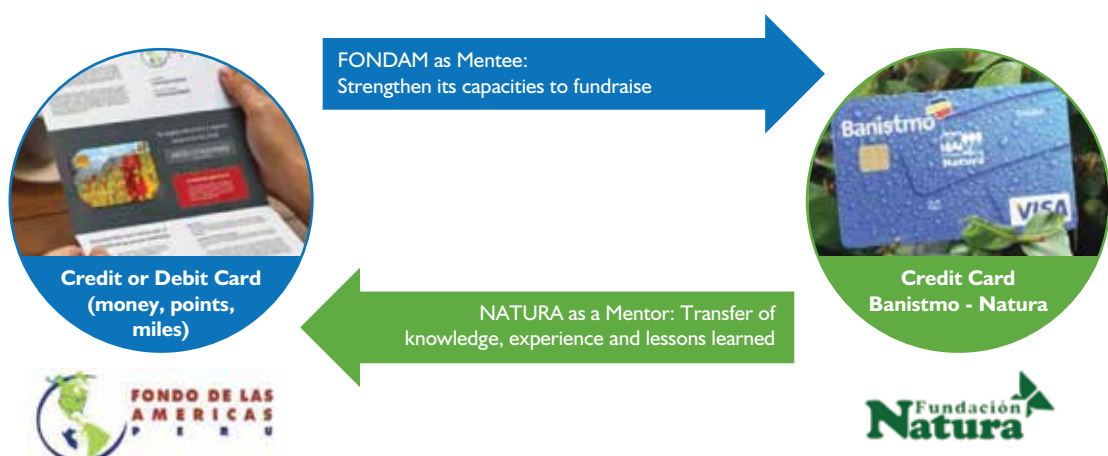 FONDAM as Mentee:
Strengthen its capacities to fundraise
Banistmo
Natura
VISA
Credit or Debit Card
(money, points,
miles)
NATURA as a Mentor: Transfer of
knowledge, experience and lessons learned
Credit Card
Banistmo - Natura
FONDO DE LAS
AMERICAS
PERU
Fundación
Natura